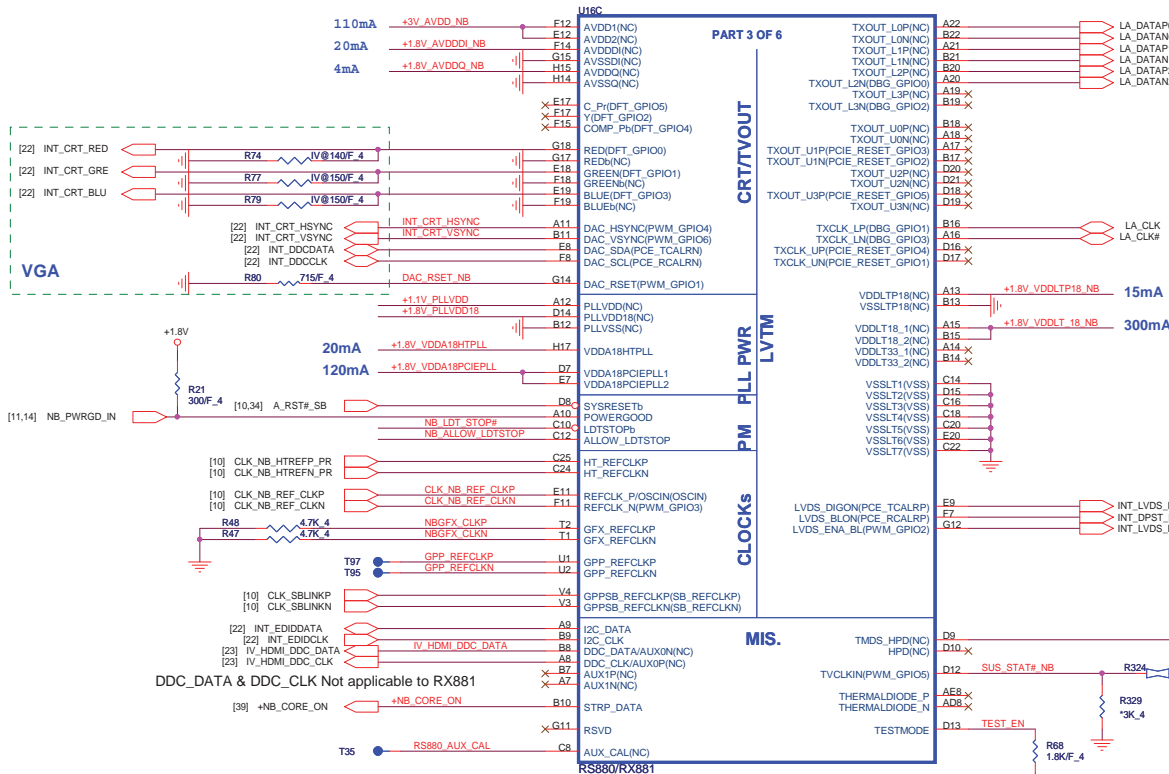 U16C
PART 3 OF 6
CRT/TVOUT
PLL PWR
LVTM
PM
CLOCKs
MIS.
110mA +3V_AVDD_NB F12 AVDD1(NC)
E12 AVDD2(NC)
20mA +1.8V_AVDDDI_NB F14 AVDDDI(NC)
G15 AVSSDI(NC)
4mA +1.8V_AVDDQ_NB H15 AVDDQ(NC)
H14 AVSSQ(NC)
E17 C_Pr(DFT_GPIO5)
F17 Y(DFT_GPIO2)
F15 COMP_Pb(DFT_GPIO4)
[22] INT_CRT_RED G18 RED(DFT_GPIO0)
R74 IV@140/F_4 G17 REDb(NC)
[22] INT_CRT_GRE E18 GREEN(DFT_GPIO1)
R77 IV@150/F_4 F18 GREENb(NC)
[22] INT_CRT_BLU E19 BLUE(DFT_GPIO3)
R79 IV@150/F_4 F19 BLUEb(NC)
[22] INT_CRT_HSYNC INT_CRT_HSYNC A11 DAC_HSYNC(PWM_GPIO4)
[22] INT_CRT_VSYNC INT_CRT_VSYNC B11 DAC_VSYNC(PWM_GPIO6)
[22] INT_DDCDATA E8 DAC_SDA(PCE_TCALRN)
[22] INT_DDCCLK F8 DAC_SCL(PCE_RCALRN)
VGA
R80 715/F_4 DAC_RSET_NB G14 DAC_RSET(PWM_GPIO1)
+1.1V_PLLVDD A12 PLLVDD(NC)
+1.8V_PLLVDD18 D14 PLLVDD18(NC)
B12 PLLVSS(NC)
20mA +1.8V_VDDA18HTPLL H17 VDDA18HTPLL
120mA +1.8V_VDDA18PCIEPLL D7 VDDA18PCIEPLL1
E7 VDDA18PCIEPLL2
+1.8V
R21
300/F_4
[10,34] A_RST#_SB D8 SYSRESETb
[11,14] NB_PWRGD_IN A10 POWERGOOD
NB_LDT_STOP# C10 LDTSTOPb
NB_ALLOW_LDTSTOP C12 ALLOW_LDTSTOP
[10] CLK_NB_HTREFP_PR C25 HT_REFCLKP
[10] CLK_NB_HTREFN_PR C24 HT_REFCLKN
[10] CLK_NB_REF_CLKP CLK_NB_REF_CLKP E11 REFCLK_P/OSCIN(OSCIN)
[10] CLK_NB_REF_CLKN CLK_NB_REF_CLKN F11 REFCLK_N(PWM_GPIO3)
R48 4.7K_4 NBGFX_CLKP T2 GFX_REFCLKP
R47 4.7K_4 NBGFX_CLKN T1 GFX_REFCLKN
T97 GPP_REFCLKP U1 GPP_REFCLKP
T95 GPP_REFCLKN U2 GPP_REFCLKN
[10] CLK_SBLINKP V4 GPPSB_REFCLKP(SB_REFCLKP)
[10] CLK_SBLINKN V3 GPPSB_REFCLKN(SB_REFCLKN)
[22] INT_EDIDDATA A9 I2C_DATA
[22] INT_EDIDCLK B9 I2C_CLK
[23] IV_HDMI_DDC_DATA IV_HDMI_DDC_DATA B8 DDC_DATA/AUX0N(NC)
[23] IV_HDMI_DDC_CLK A8 DDC_CLK/AUX0P(NC)
B7 AUX1P(NC)
A7 AUX1N(NC)
DDC_DATA & DDC_CLK Not applicable to RX881
[39] +NB_CORE_ON +NB_CORE_ON B10 STRP_DATA
G11 RSVD
T35 RS880_AUX_CAL C8 AUX_CAL(NC)
RS880/RX881
TXOUT_L0P(NC) A22 LA_DATAP
TXOUT_L0N(NC) B22 LA_DATAN
TXOUT_L1P(NC) A21 LA_DATAP
TXOUT_L1N(NC) B21 LA_DATAN
TXOUT_L2P(NC) B20 LA_DATAP
TXOUT_L2N(DBG_GPIO0) A20 LA_DATAN
TXOUT_L3P(NC) A19
TXOUT_L3N(DBG_GPIO2) B19
TXOUT_U0P(NC) B18
TXOUT_U0N(NC) A18
TXOUT_U1P(PCIE_RESET_GPIO3) A17
TXOUT_U1N(PCIE_RESET_GPIO2) B17
TXOUT_U2P(NC) D20
TXOUT_U2N(NC) D21
TXOUT_U3P(PCIE_RESET_GPIO5) D18
TXOUT_U3N(NC) D19
TXCLK_LP(DBG_GPIO1) B16 LA_CLK
TXCLK_LN(DBG_GPIO3) A16 LA_CLK#
TXCLK_UP(PCIE_RESET_GPIO4) D16
TXCLK_UN(PCIE_RESET_GPIO1) D17
VDDLTP18(NC) A13 +1.8V_VDDLTP18_NB 15mA
VSSLTP18(NC) B13
VDDLT18_1(NC) A15 +1.8V_VDDLT_18_NB 300mA
VDDLT18_2(NC) B15
VDDLT33_1(NC) A14
VDDLT33_2(NC) B14
VSSLT1(VSS) C14
VSSLT2(VSS) D15
VSSLT3(VSS) C16
VSSLT4(VSS) C18
VSSLT5(VSS) C20
VSSLT6(VSS) E20
VSSLT7(VSS) C22
LVDS_DIGON(PCE_TCALRP) E9 INT_LVDS_
LVDS_BLON(PCE_RCALRP) F7 INT_DPST_
LVDS_ENA_BL(PWM_GPIO2) G12 INT_LVDS_
TMDS_HPD(NC) D9
HPD(NC) D10
TVCLKIN(PWM_GPIO5) D12 SUS_STAT#_NB R324
R329
*3K_4
THERMALDIODE_P AE8
THERMALDIODE_N AD8
TESTMODE D13 TEST_EN
R68
1.8K/F_4